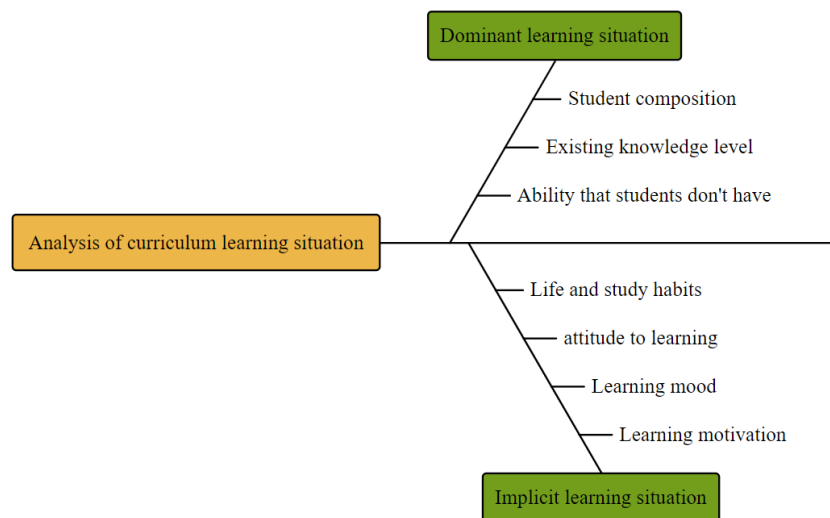 Dominant learning situation
Student composition
Existing knowledge level
Ability that students don't have
Analysis of curriculum learning situation
Life and study habits
attitude to learning
Learning mood
Learning motivation
Implicit learning situation